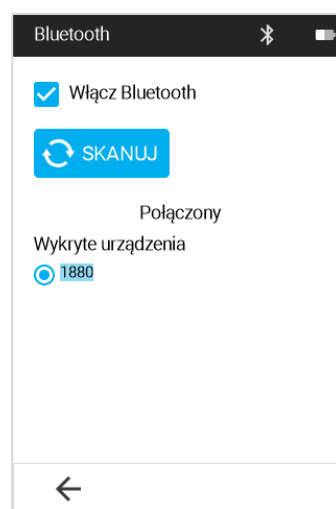 Bluetooth
Włącz Bluetooth
SKANUJ
Połączony
Wykryte urządzenia
1880